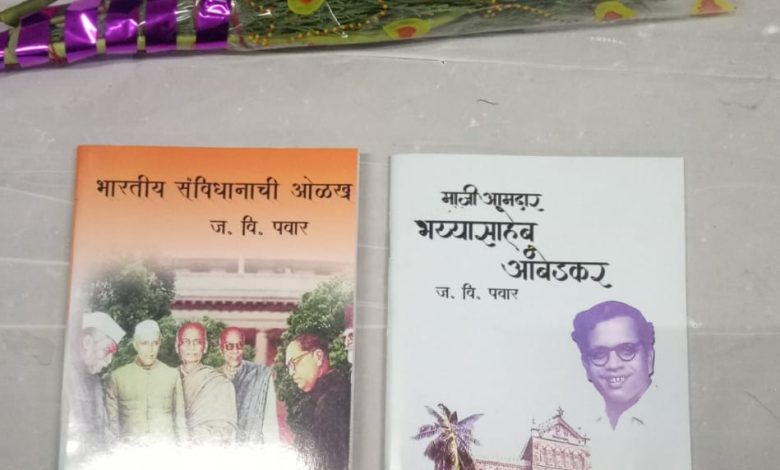 भारतीय संविधानाची ओळख
ज. वि. पवार
माजी आमदार
भय्यासाहेब
आंबेडकर
ज. वि. पवार